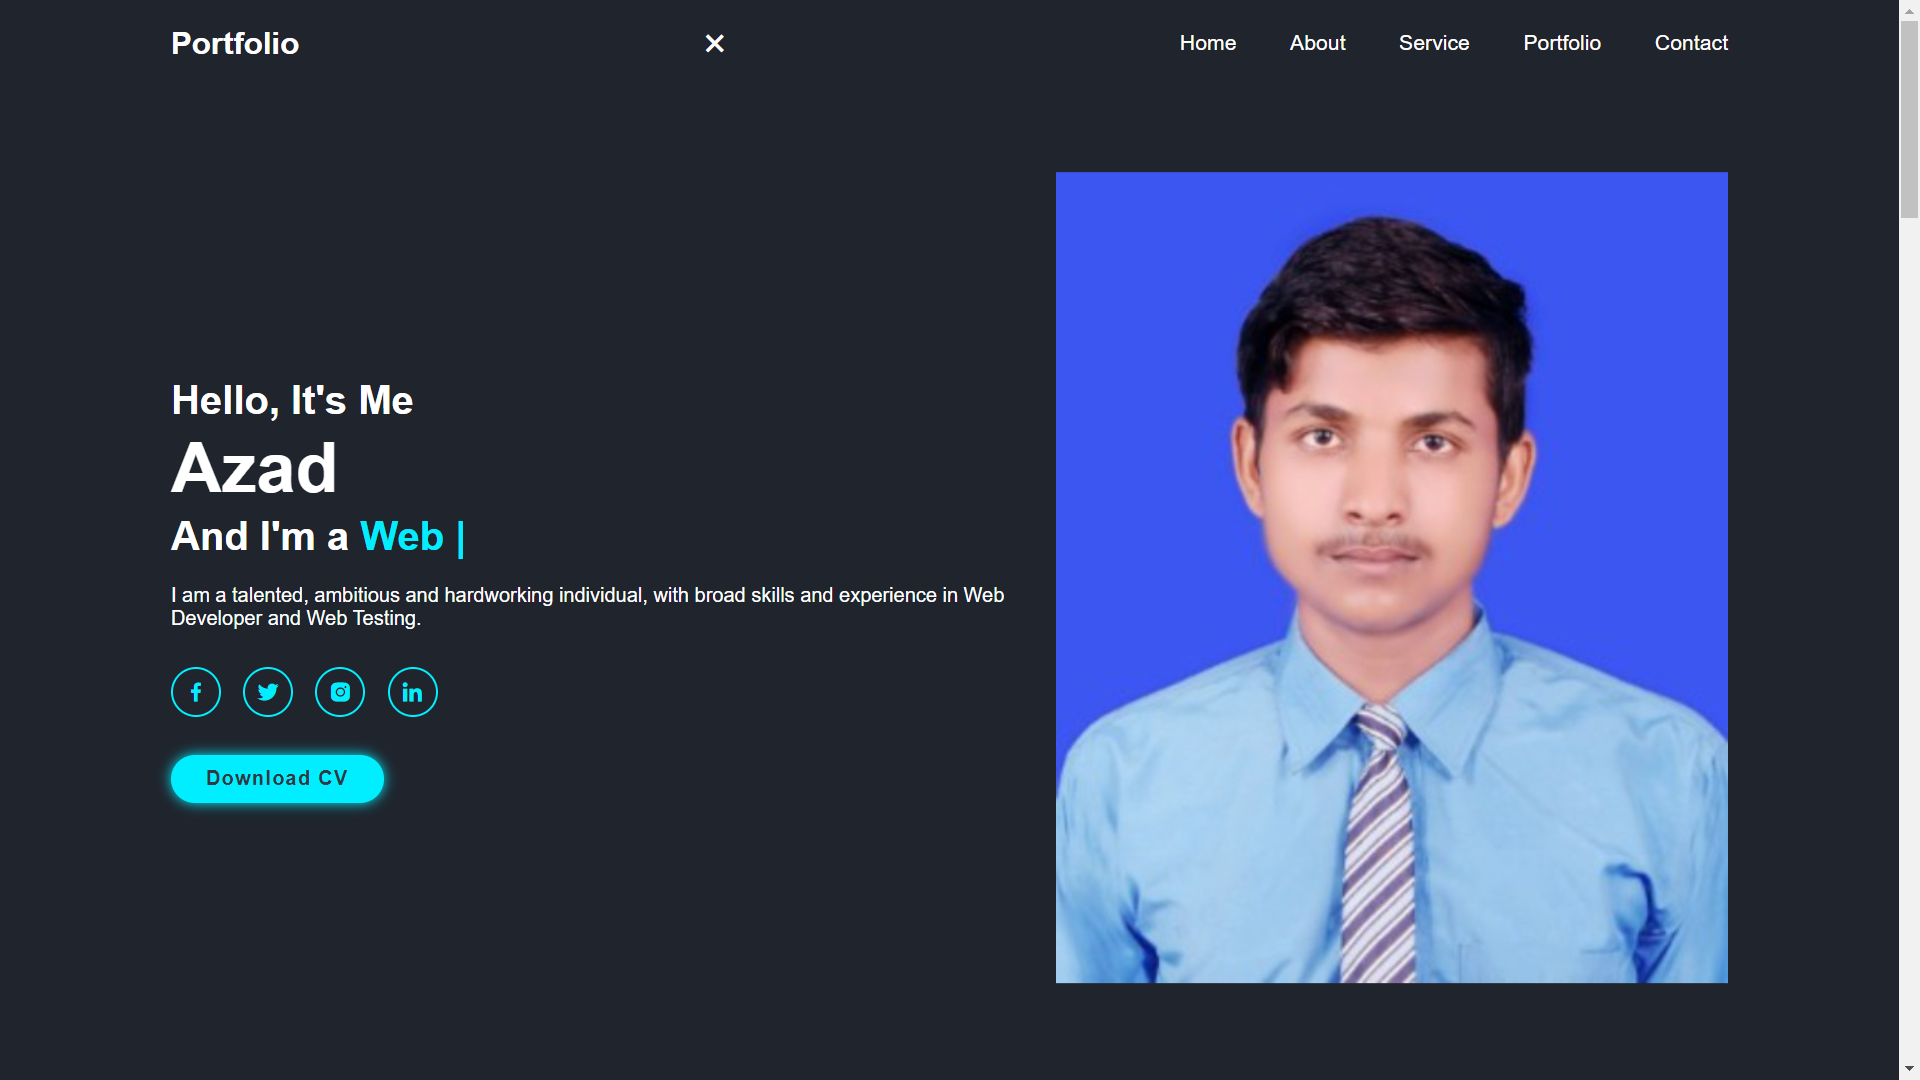 Portfolio
Home About Service Portfolio Contact
Hello, It's Me
Azad
And I'm a Web |
I am a talented, ambitious and hardworking individual, with broad skills and experience in Web
Developer and Web Testing.
Download CV